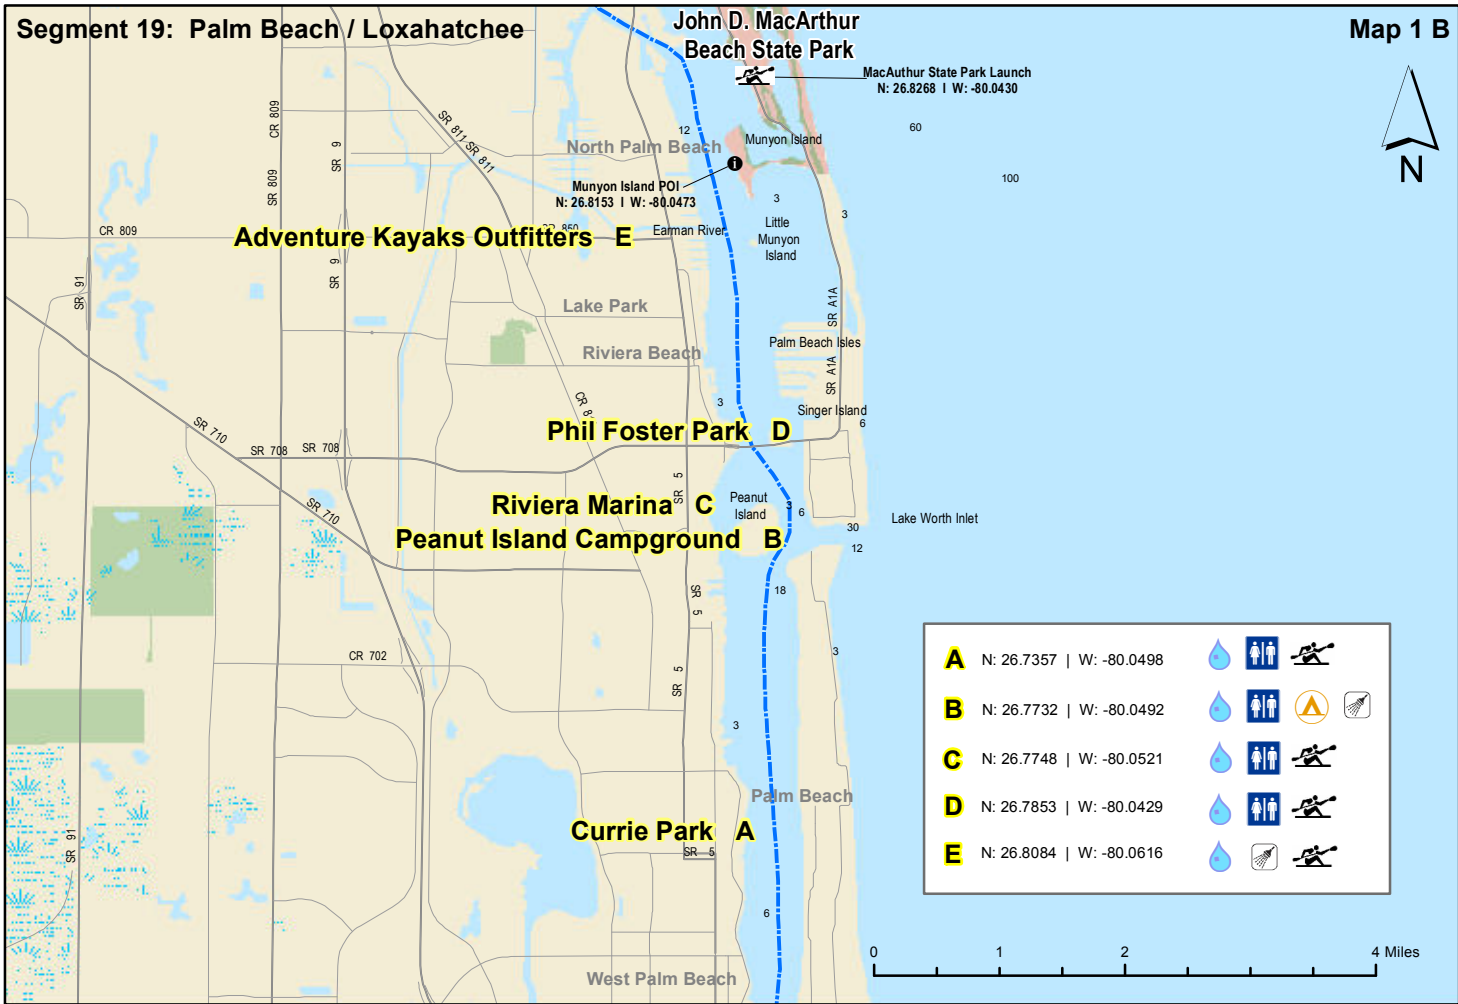 Segment 19: Palm Beach / Loxahatchee
John D. MacArthur
Beach State Park
Map 1 B
MacAuthur State Park Launch
N: 26.8268 | W: -80.0430
N
CR 809
SR 9
SR 811
SR 811
12
60
100
North Palm Beach
Munyon Island
Munyon Island POI
N: 26.8153 | W: -80.0473
3
3
CR 809
CR 809
Adventure Kayaks Outfitters E
Earman River
Little
Munyon
Island
SR 91
SR 9
SR A1A
Lake Park
Riviera Beach
Palm Beach Isles
SR A1A
3
Singer Island
6
SR 710
Phil Foster Park D
SR 708
SR 708
SR 5
Riviera Marina C
Peanut
Island
3
6
SR 710
Lake Worth Inlet
30
12
Peanut Island Campground B
18
SR 5
3
CR 702
SR 5
3
Palm Beach
Currie Park A
SR 5
SR 91
6
West Palm Beach
A N: 26.7357 | W: -80.0498
B N: 26.7732 | W: -80.0492
C N: 26.7748 | W: -80.0521
D N: 26.7853 | W: -80.0429
E N: 26.8084 | W: -80.0616
0 1 2 4 Miles